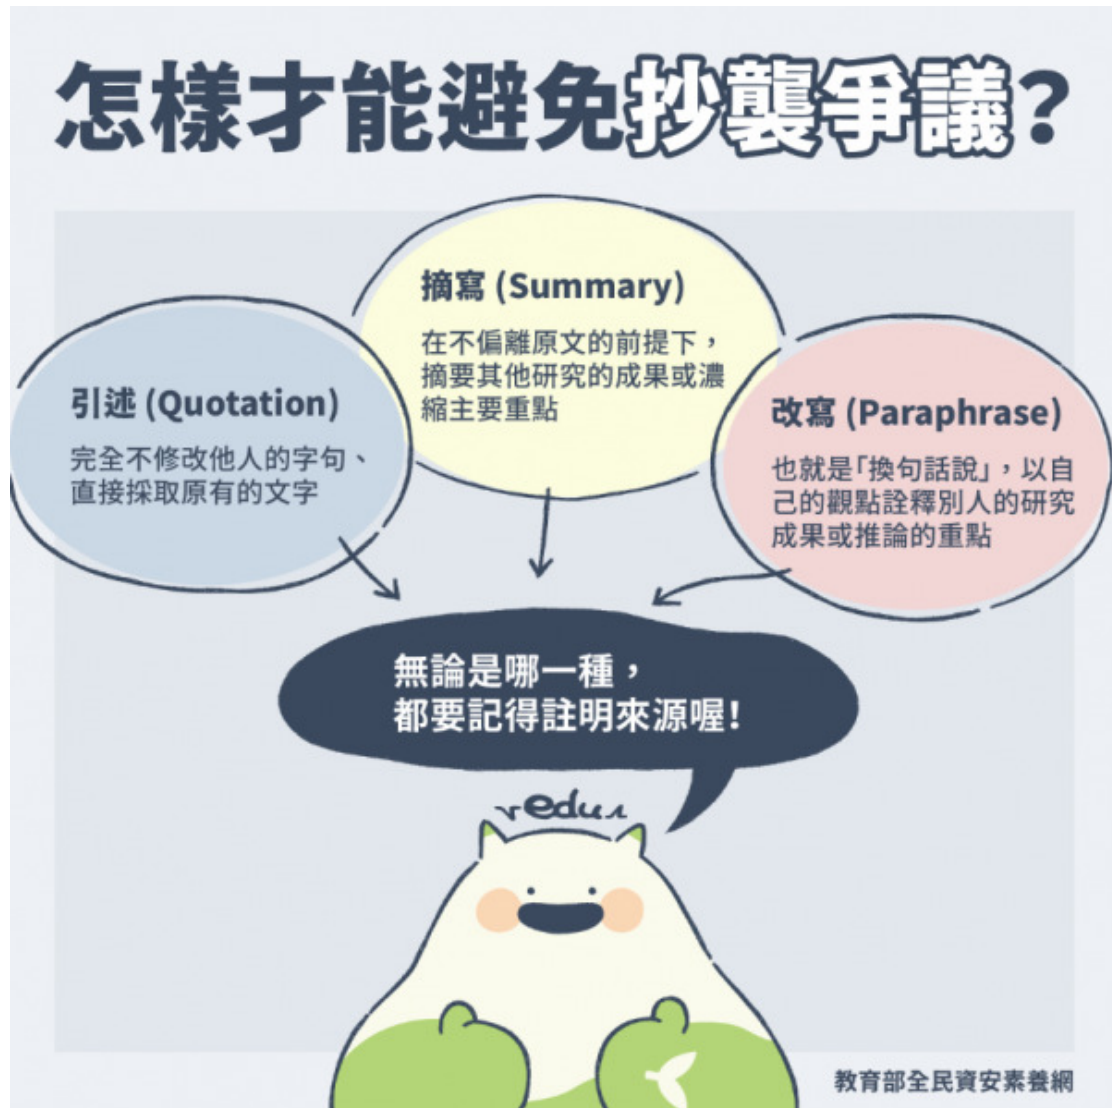 怎樣才能避免抄襲爭議?
摘寫 (Summary)
在不偏離原文的前提下，
摘要其他研究的成果或濃
縮主要重點
引述 (Quotation)
完全不修改他人的字句、
直接採取原有的文字
改寫 (Paraphrase)
也就是「換句話說」，以自
己的觀點詮釋別人的研究
成果或推論的重點
無論是哪一種，
都要記得註明來源喔!
edu
教育部全民資安素養網